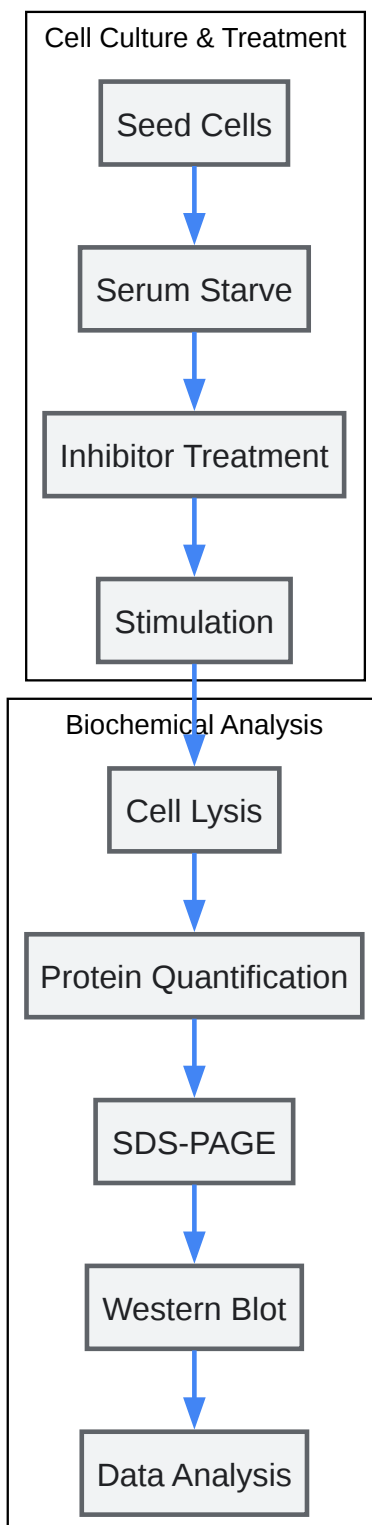 Cell Culture & Treatment
Seed Cells
Serum Starve
Inhibitor Treatment
Stimulation
Biochemical Analysis
Cell Lysis
Protein Quantification
SDS-PAGE
Western Blot
Data Analysis